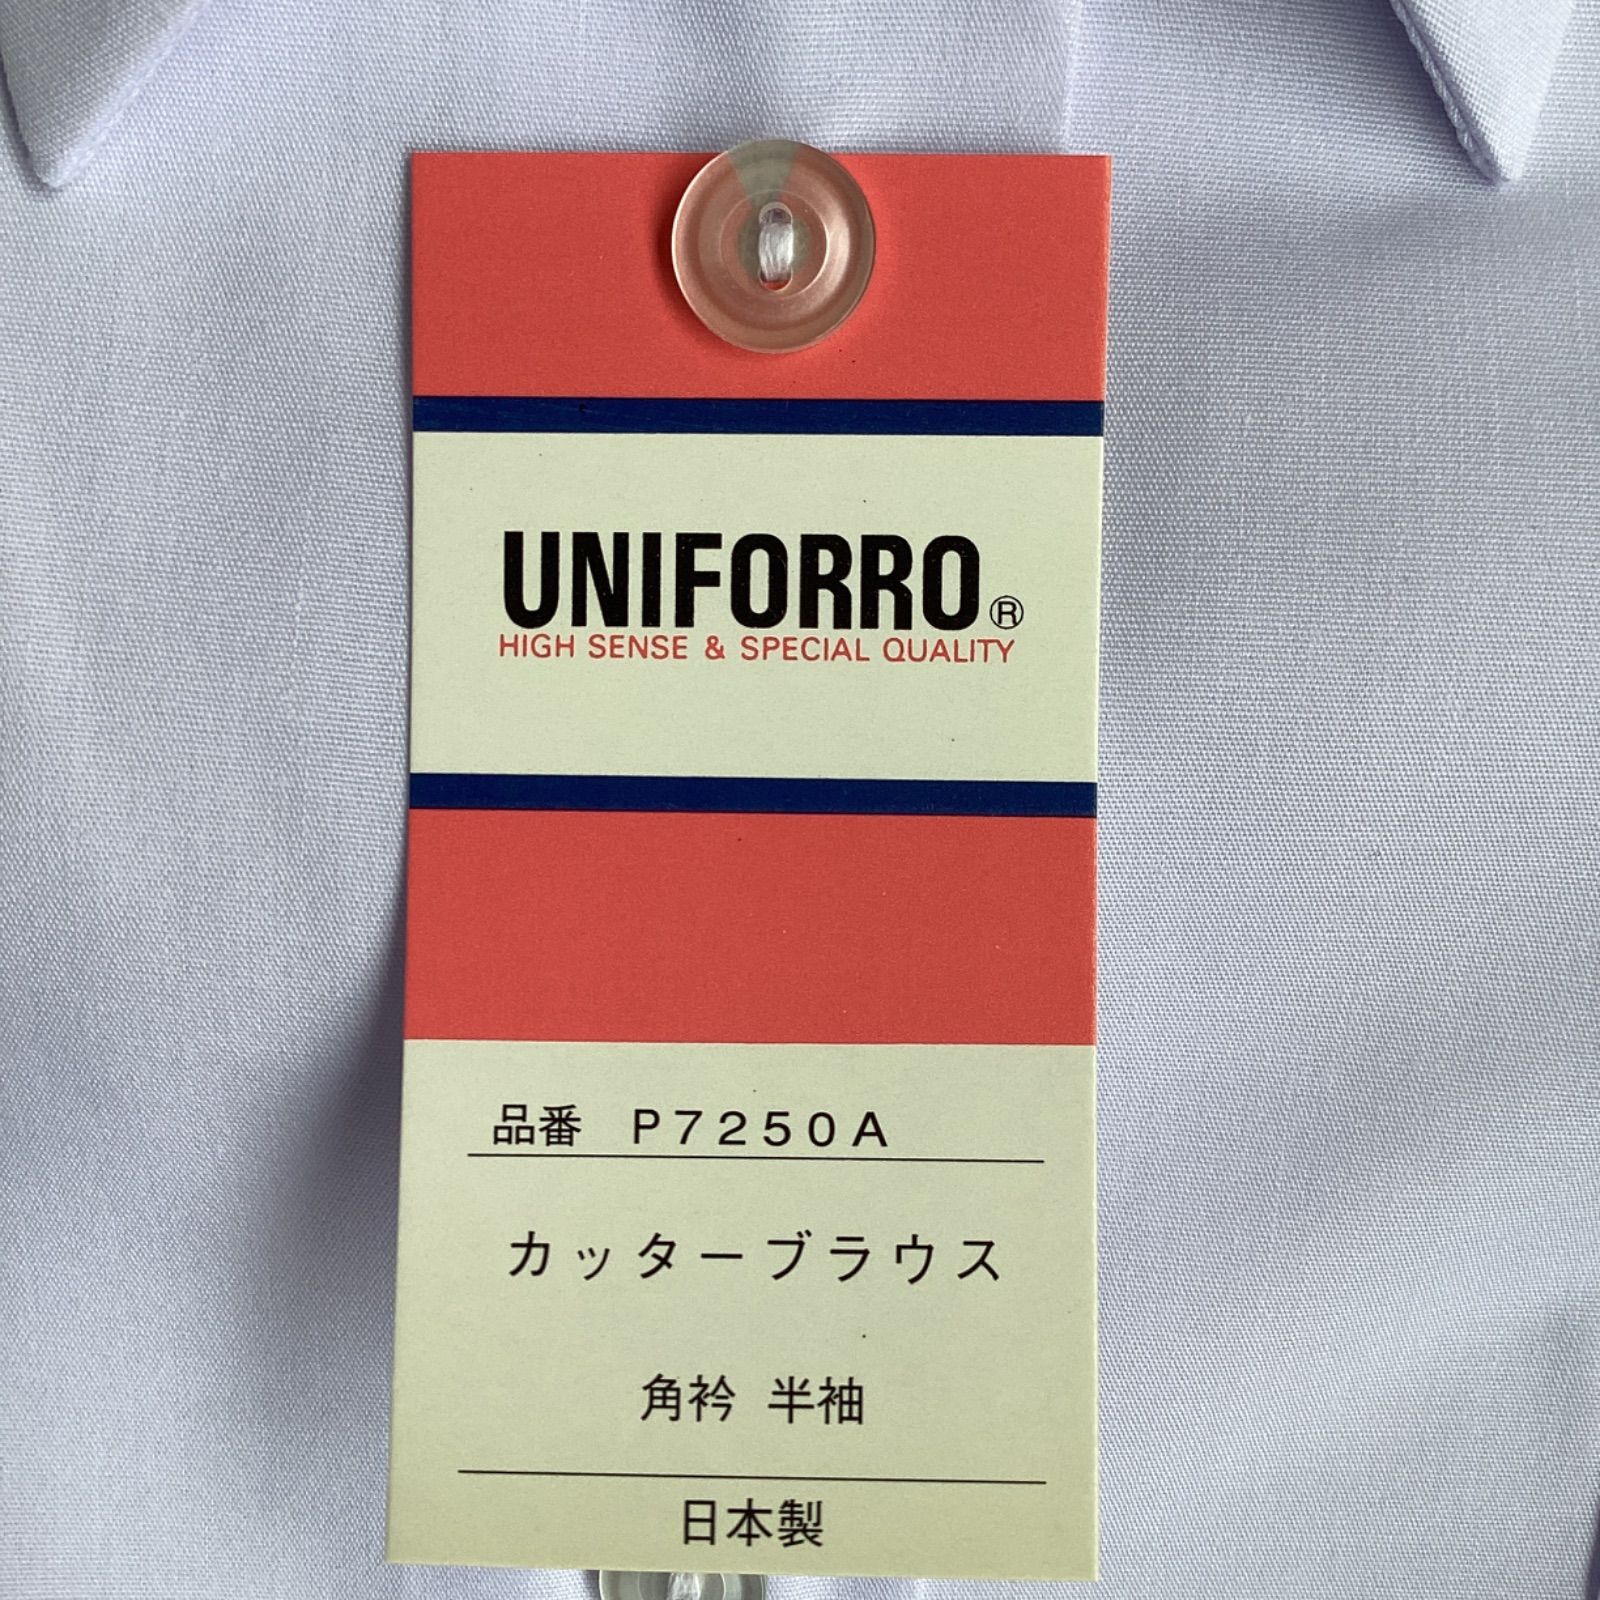 UNIFORRO®
HIGH SENSE & SPECIAL QUALITY
品番　P7250A
カッターブラウス
角衿 半袖
日本製